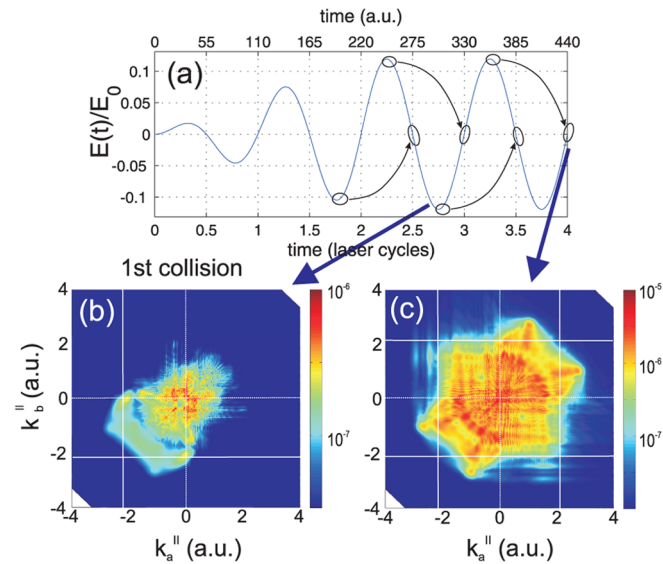 time (a.u.)
0 55 110 165 220 275 330 385 440
(a)
E(t)/E0
0.1
0.05
0
-0.05
-0.1
0 0.5 1 1.5 2 2.5 3 3.5 4
time (laser cycles)
1st collision
(b)
4
2
0
-2
-4
k_b^II (a.u.)
-4 -2 0 2 4
k_a^II (a.u.)
10^-6
10^-7
(c)
4
2
0
-2
-4
-4 -2 0 2 4
k_a^II (a.u.)
10^-5
10^-6
10^-7